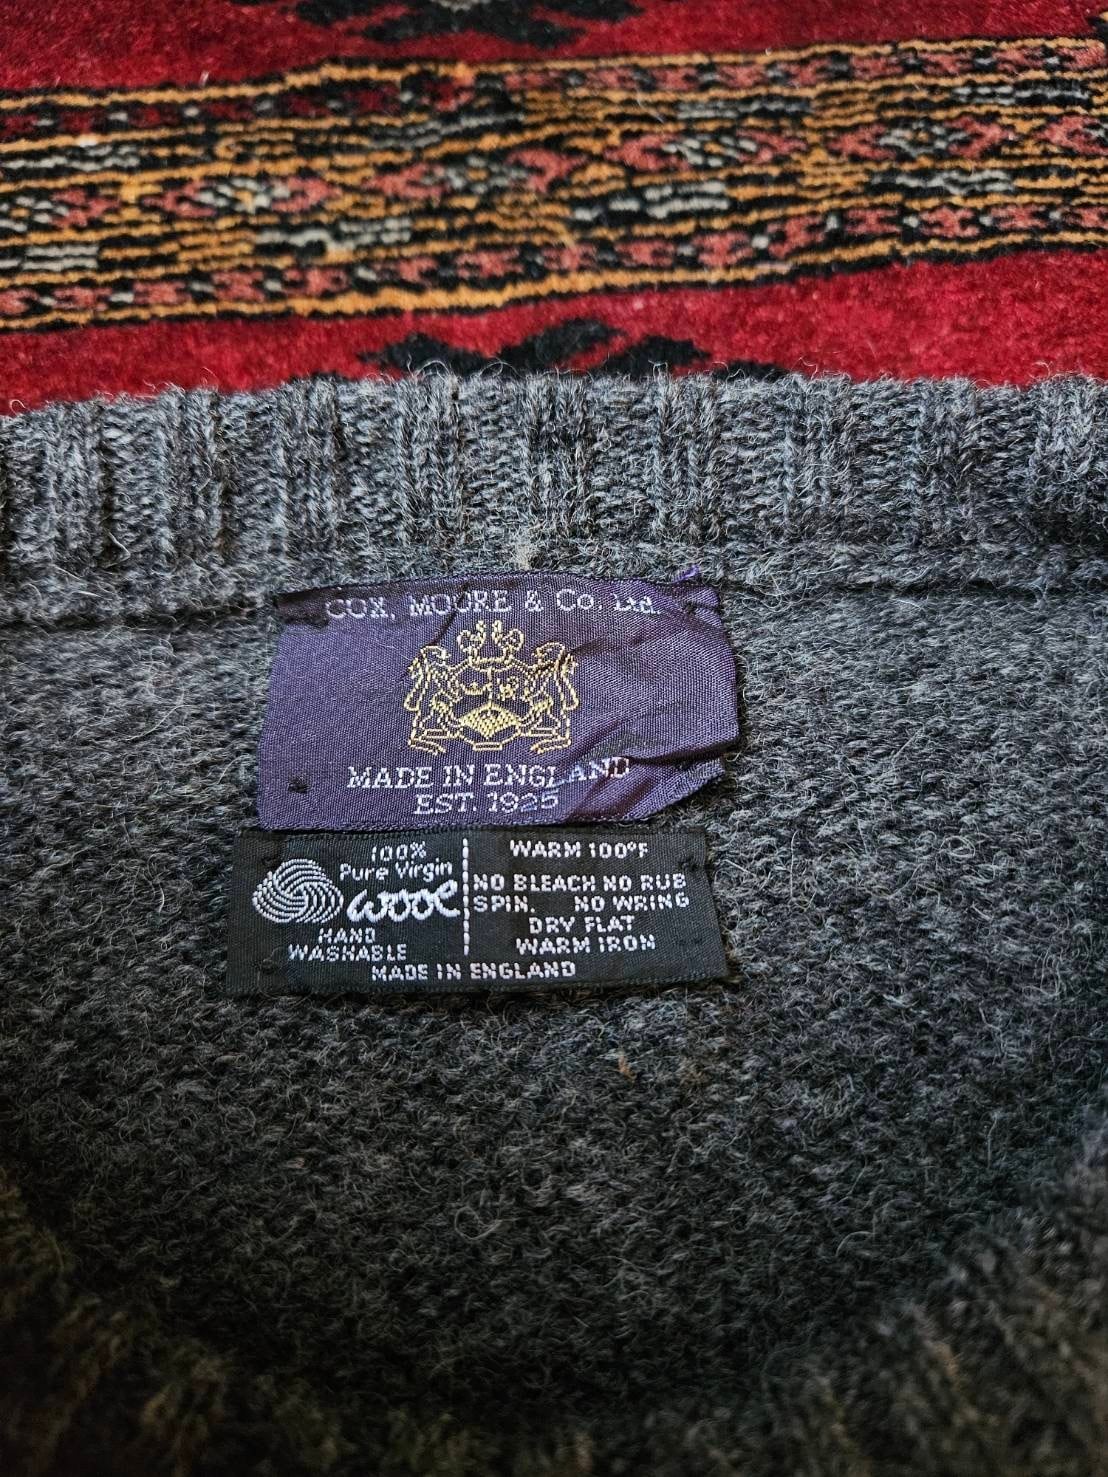 COX, MOORE & Co. Ltd.
MADE IN ENGLAND
EST. 1925
100%
Pure Virgin
wool
HAND
WASHABLE
WARM 100°F
NO BLEACH NO RUB
SPIN. NO WRING
DRY FLAT
WARM IRON
MADE IN ENGLAND